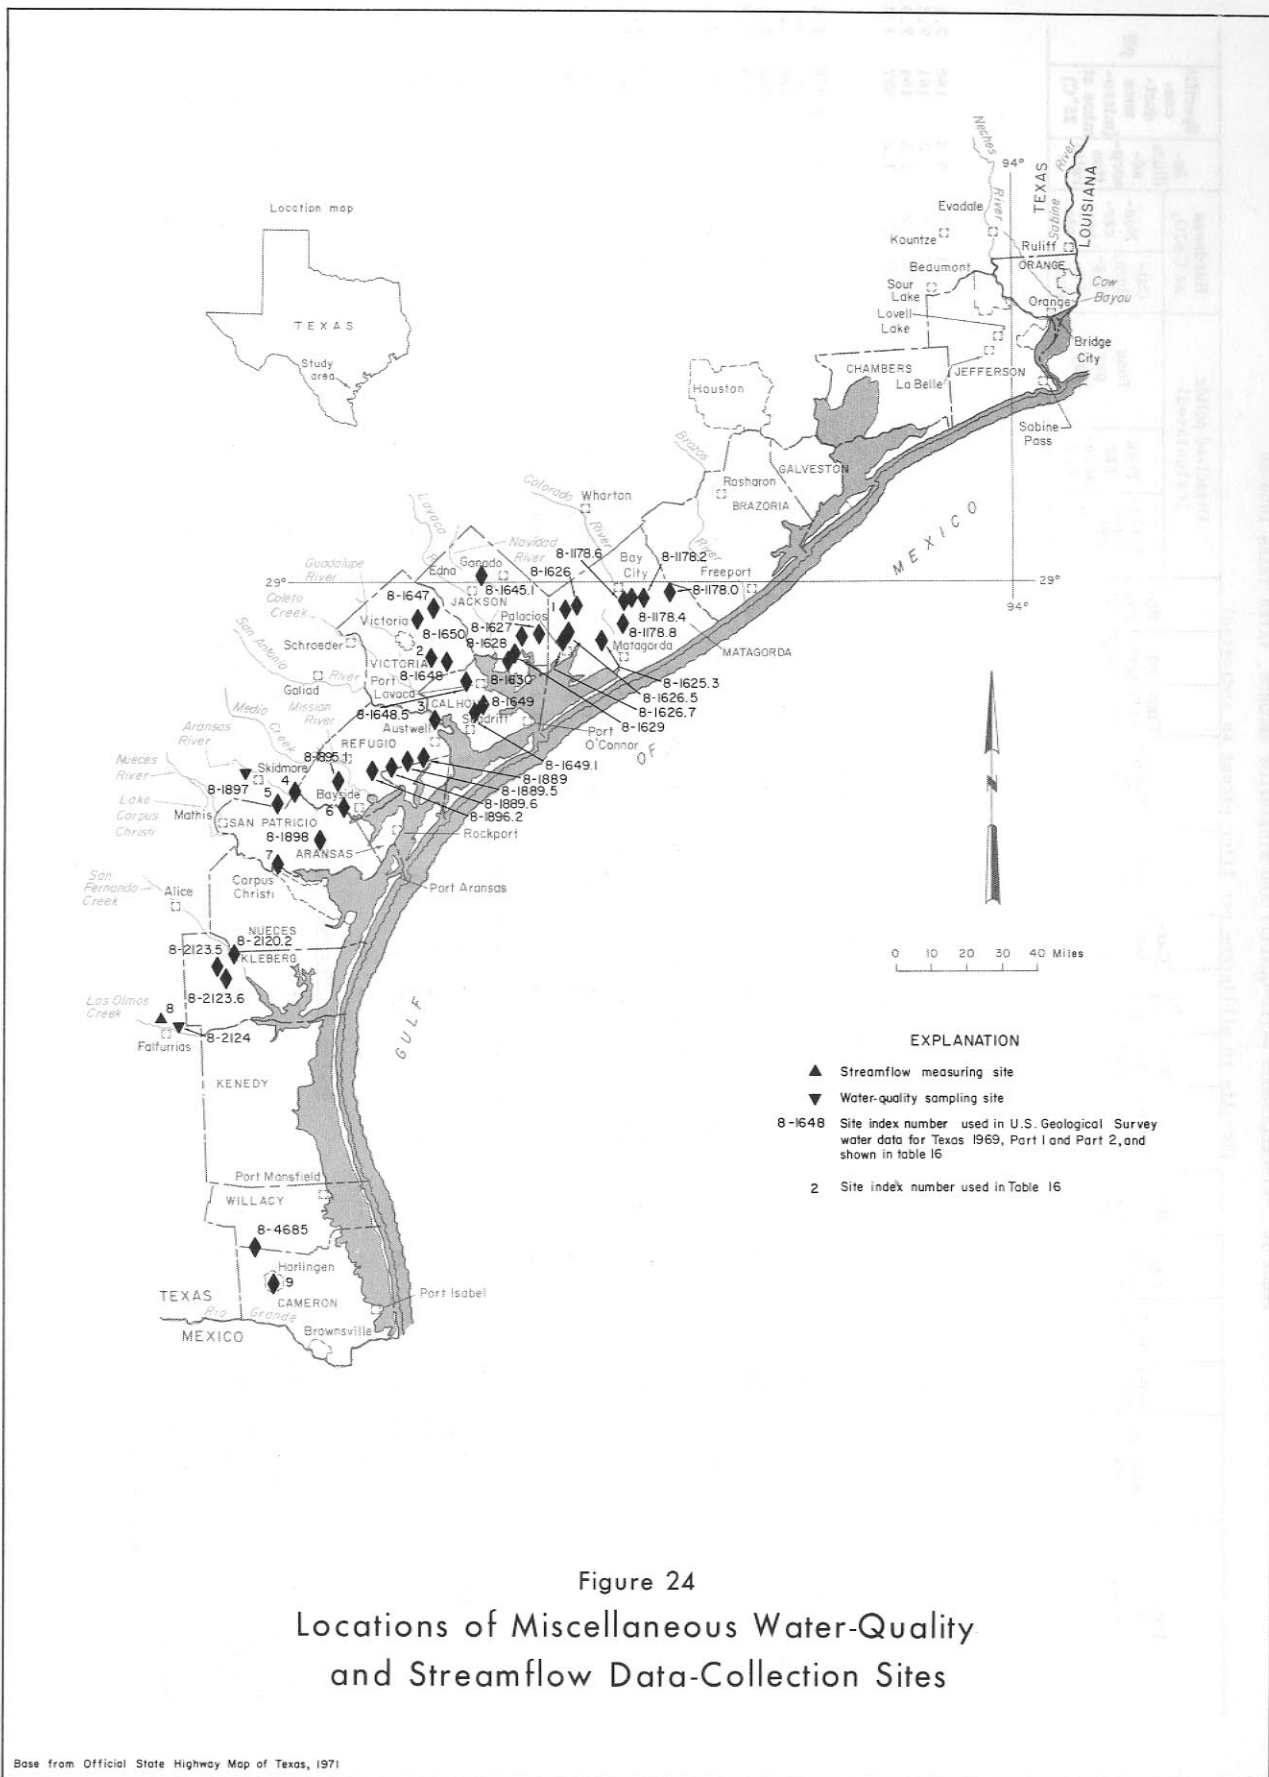 Location map
TEXAS
Study
area
Neches
River
94°
TEXAS
Sabine
River
LOUISIANA
Evadale
Kountze
Ruliff
ORANGE
Beaumont
Sour
Lake
Cow
Bayou
Orange
Lovell
Lake
Bridge
City
CHAMBERS
JEFFERSON
La Belle
Houston
Sabine
Pass
Brazos
River
GALVESTON
Rosharon
BRAZORIA
Colorado
River
Wharton
Lavaca
Navidad
River
Guadalupe
River
Edna
Ganado
8-1178.6
8-1626
Bay
City
8-1178.2
Freeport
29°
29°
8-1178.0
94°
8-1645.1
8-1647
JACKSON
Coleto
Creek
Palacios
1
8-1178.4
8-1178.8
Victoria
8-1650
8-1627
8-1628
Matagorda
MATAGORDA
San Antonio
River
Schroeder
2
VICTORIA
8-1648
Port
Lavaca
8-1630
8-1625.3
Goliad
Mission
River
3
CALHOUN
8-1649
8-1626.5
8-1626.7
8-1629
8-1648.5
Austwell
Seadrift
Port
O'Connor
GULF
OF
MEXICO
Medio
Creek
Aransas
River
REFUGIO
8-1649.1
8-1895.1
8-1889
8-1889.5
8-1889.6
8-1896.2
Nueces
River
Skidmore
4
8-1897
5
Bayside
6
Lake
Corpus
Christi
Mathis
SAN PATRICIO
8-1898
ARANSAS
Rockport
7
Corpus
Christi
Port Aransas
San
Fernando
Creek
Alice
NUECES
8-2120.2
8-2123.5
KLEBERG
8-2123.6
Los Olmos
Creek
8
8-2124
Falfurrias
KENEDY
Port Mansfield
WILLACY
8-4685
Harlingen
9
CAMERON
Port Isabel
TEXAS
Rio Grande
MEXICO
Brownsville
N
0 10 20 30 40 Miles
EXPLANATION
Streamflow measuring site
Water-quality sampling site
8-1648 Site index number used in U.S. Geological Survey
water data for Texas 1969, Part 1 and Part 2, and
shown in table 16
2 Site index number used in Table 16
Figure 24
Locations of Miscellaneous Water-Quality
and Streamflow Data-Collection Sites
Base from Official State Highway Map of Texas, 1971